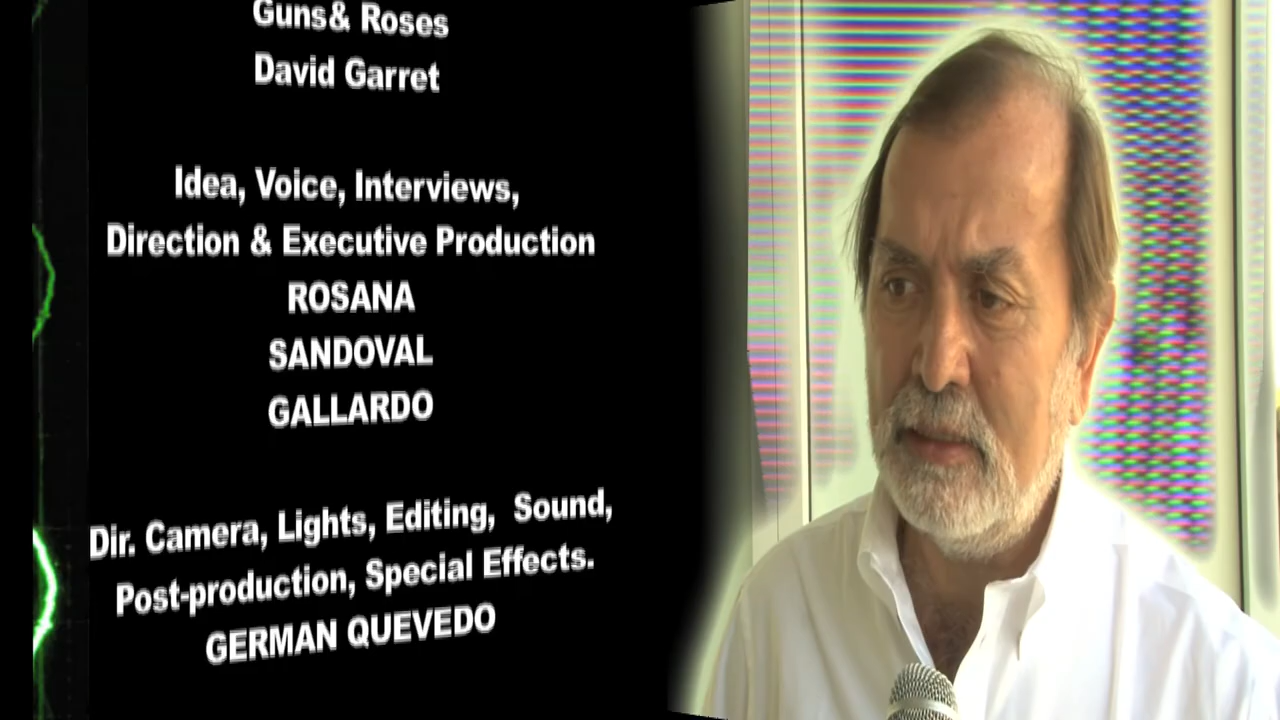 Guns& Roses
David Garret
Idea, Voice, Interviews,
Direction & Executive Production
ROSANA
SANDOVAL
GALLARDO
Dir. Camera, Lights, Editing, Sound,
Post-production, Special Effects.
GERMAN QUEVEDO